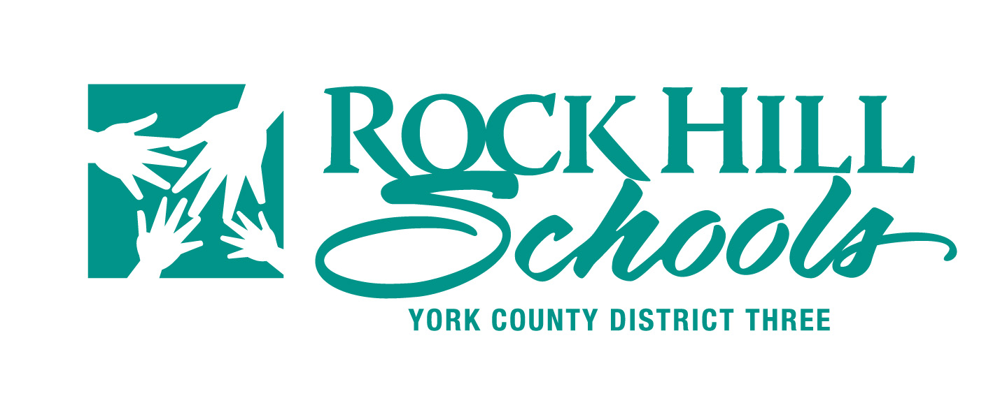 ROCK HILL
Schools
YORK COUNTY DISTRICT THREE